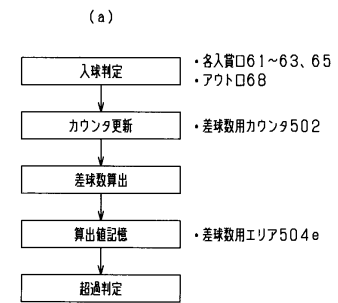 (a)
入球判定
・各入賞口61~63、65
・アウト口68
カウンタ更新
・差球数用カウンタ502
差球数算出
算出値記憶
・差球数用エリア504e
超過判定